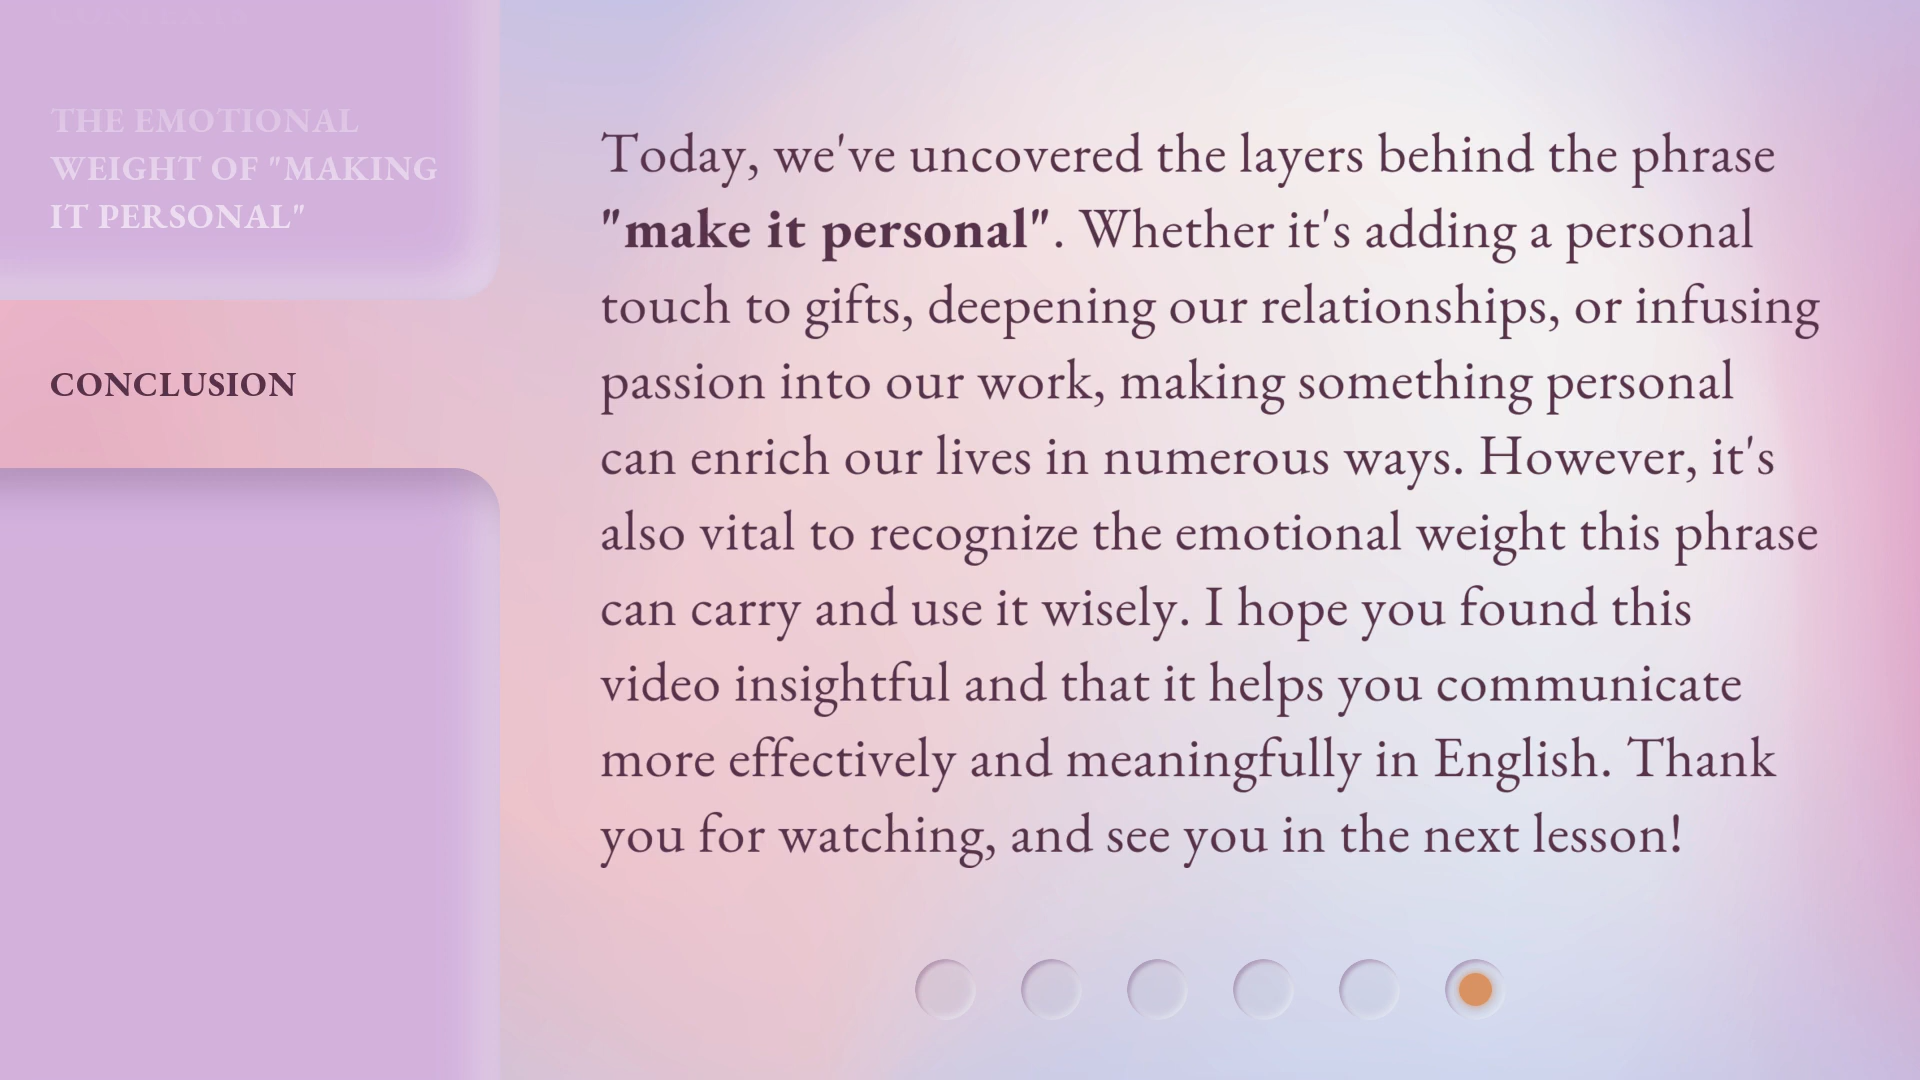 THE EMOTIONAL
WEIGHT OF "MAKING
IT PERSONAL"
CONCLUSION
Today, we've uncovered the layers behind the phrase
"make it personal". Whether it's adding a personal
touch to gifts, deepening our relationships, or infusing
passion into our work, making something personal
can enrich our lives in numerous ways. However, it's
also vital to recognize the emotional weight this phrase
can carry and use it wisely. I hope you found this
video insightful and that it helps you communicate
more effectively and meaningfully in English. Thank
you for watching, and see you in the next lesson!